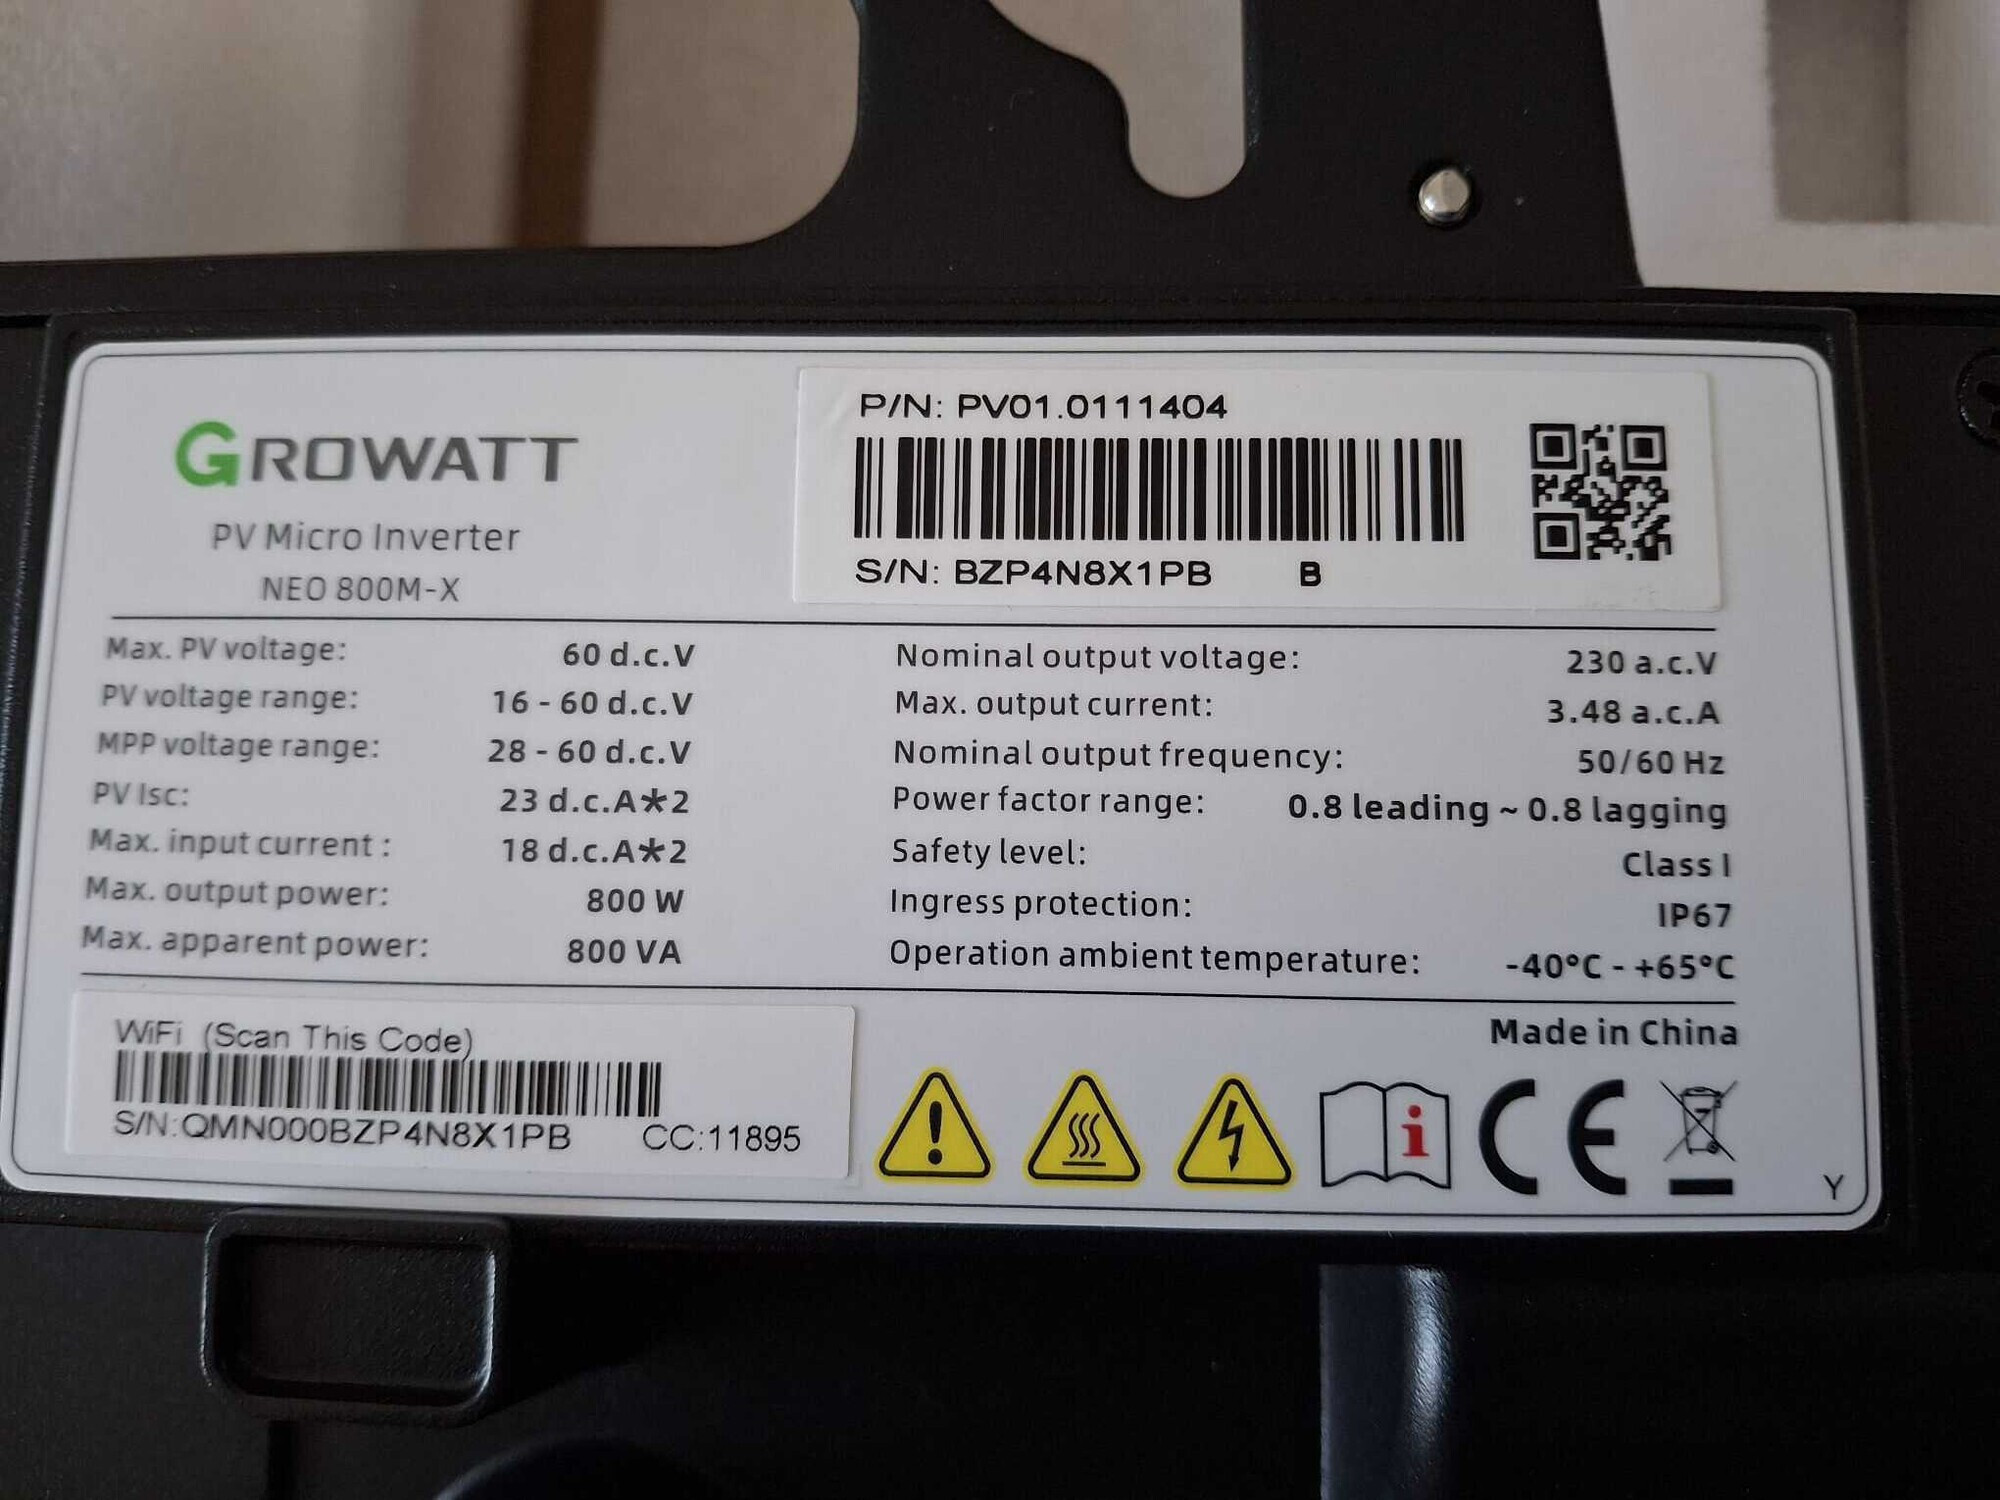 GROWATT
PV Micro Inverter
NEO 800M-X
P/N: PV01.0111404
S/N: BZP4N8X1PB B
Max. PV voltage: 60 d.c.V
PV voltage range: 16 - 60 d.c.V
MPP voltage range: 28 - 60 d.c.V
PV Isc: 23 d.c.A*2
Max. input current : 18 d.c.A*2
Max. output power: 800 W
Max. apparent power: 800 VA
Nominal output voltage: 230 a.c.V
Max. output current: 3.48 a.c.A
Nominal output frequency: 50/60 Hz
Power factor range: 0.8 leading ~ 0.8 lagging
Safety level: Class I
Ingress protection: IP67
Operation ambient temperature: -40°C - +65°C
WiFi (Scan This Code)
S/N:QMN000BZP4N8X1PB CC:11895
Made in China
i CE
Y